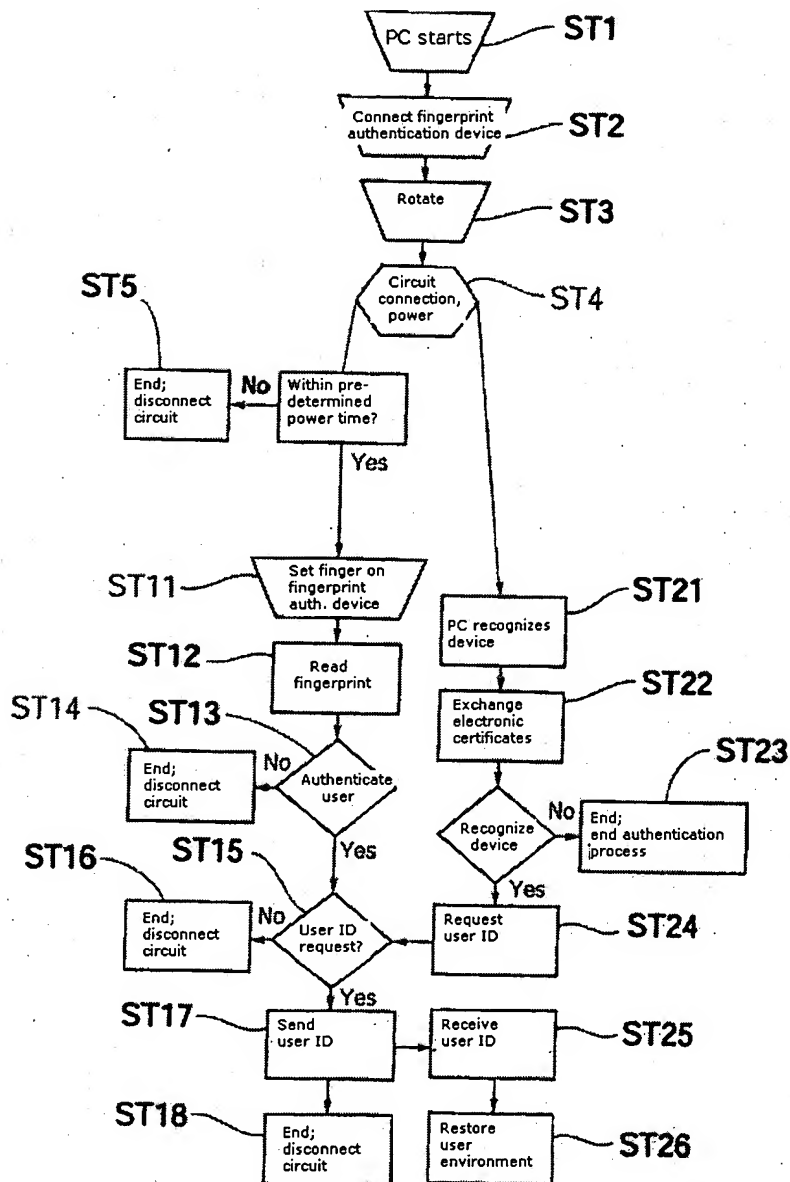 PC starts
ST1
Connect fingerprint
authentication device
ST2
Rotate
ST3
Circuit
connection,
power
ST4
ST5
End;
disconnect
circuit
No
Within pre-
determined
power time?
Yes
Set finger on
fingerprint
auth. device
ST11
PC recognizes
device
ST21
ST12
Read
fingerprint
Exchange
electronic
certificates
ST22
ST14
ST13
End;
disconnect
circuit
No
Authenticate
user
Yes
Recognize
device
No
Yes
End;
end authentication
process
ST23
ST16
ST15
End;
disconnect
circuit
No
User ID
request?
Yes
Request
user ID
ST24
ST17
Send
user ID
Receive
user ID
ST25
ST18
End;
disconnect
circuit
Restore
user
environment
ST26